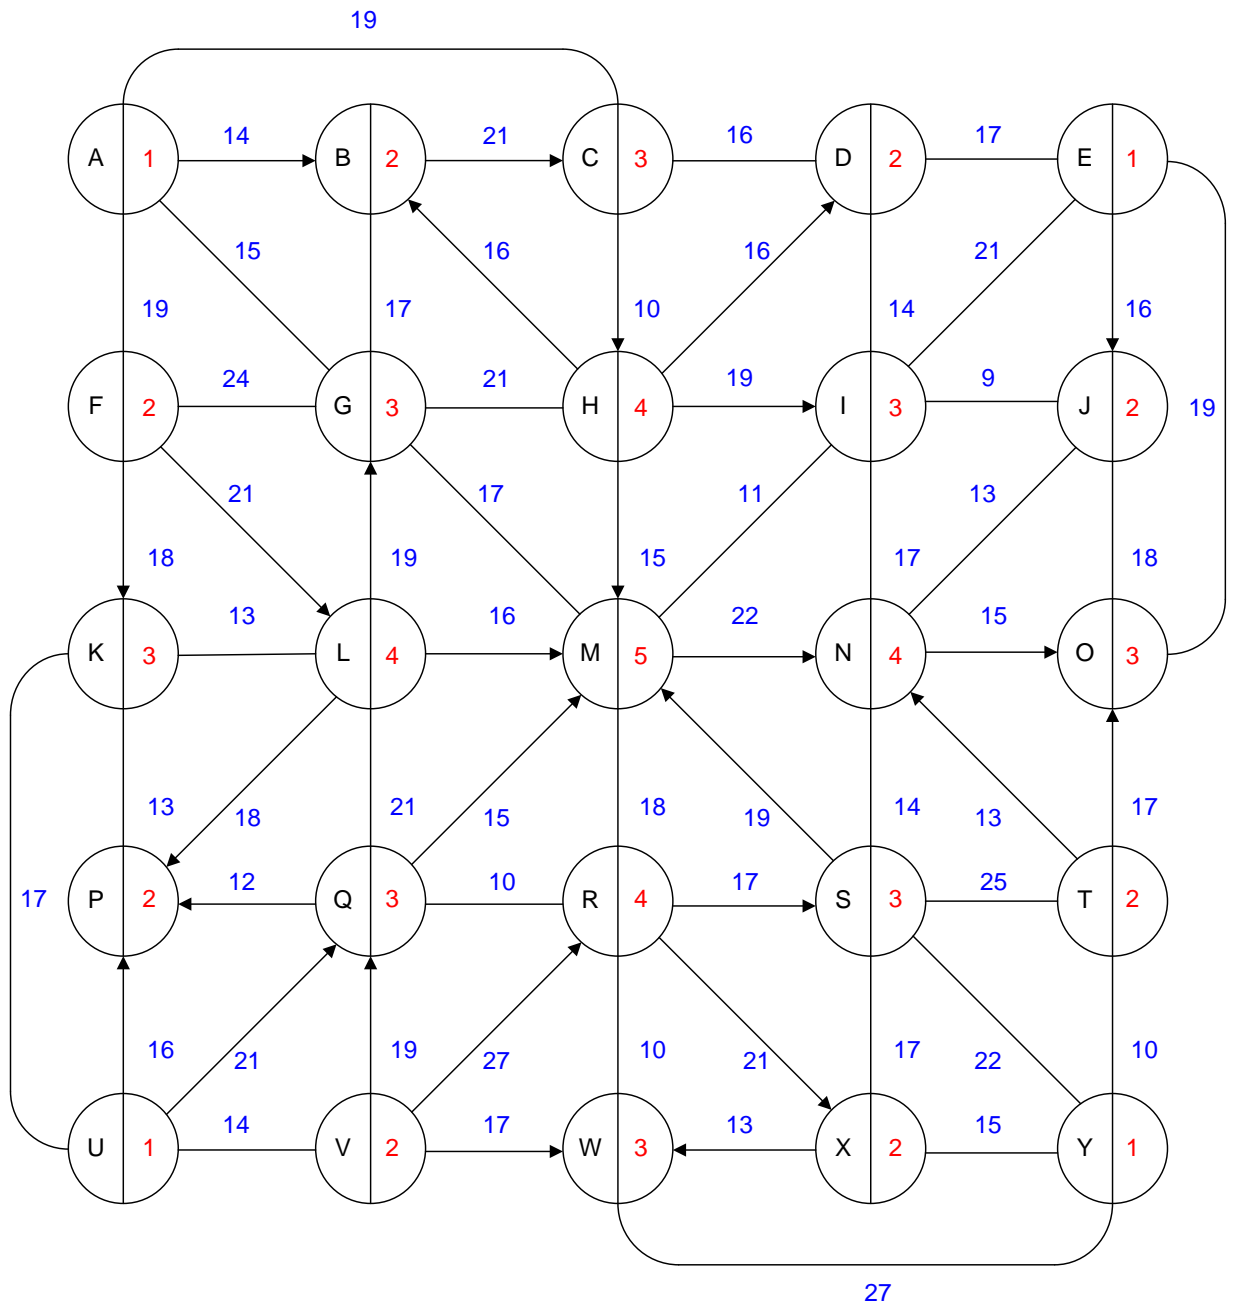 19
14 21 16 17
A 1 B 2 C 3 D 2 E 1
15 16 16 21
19 17 10 14 16
24 21 19 9
F 2 G 3 H 4 I 3 J 2 19
21 17 11 13
18 19 15 17 18
13 16 22 15
K 3 L 4 M 5 N 4 O 3
13 18 21 15 18 19 14 13 17
12 10 17 25
17 P 2 Q 3 R 4 S 3 T 2
16 21 19 27 10 21 17 22 10
14 17 13 15
U 1 V 2 W 3 X 2 Y 1
27